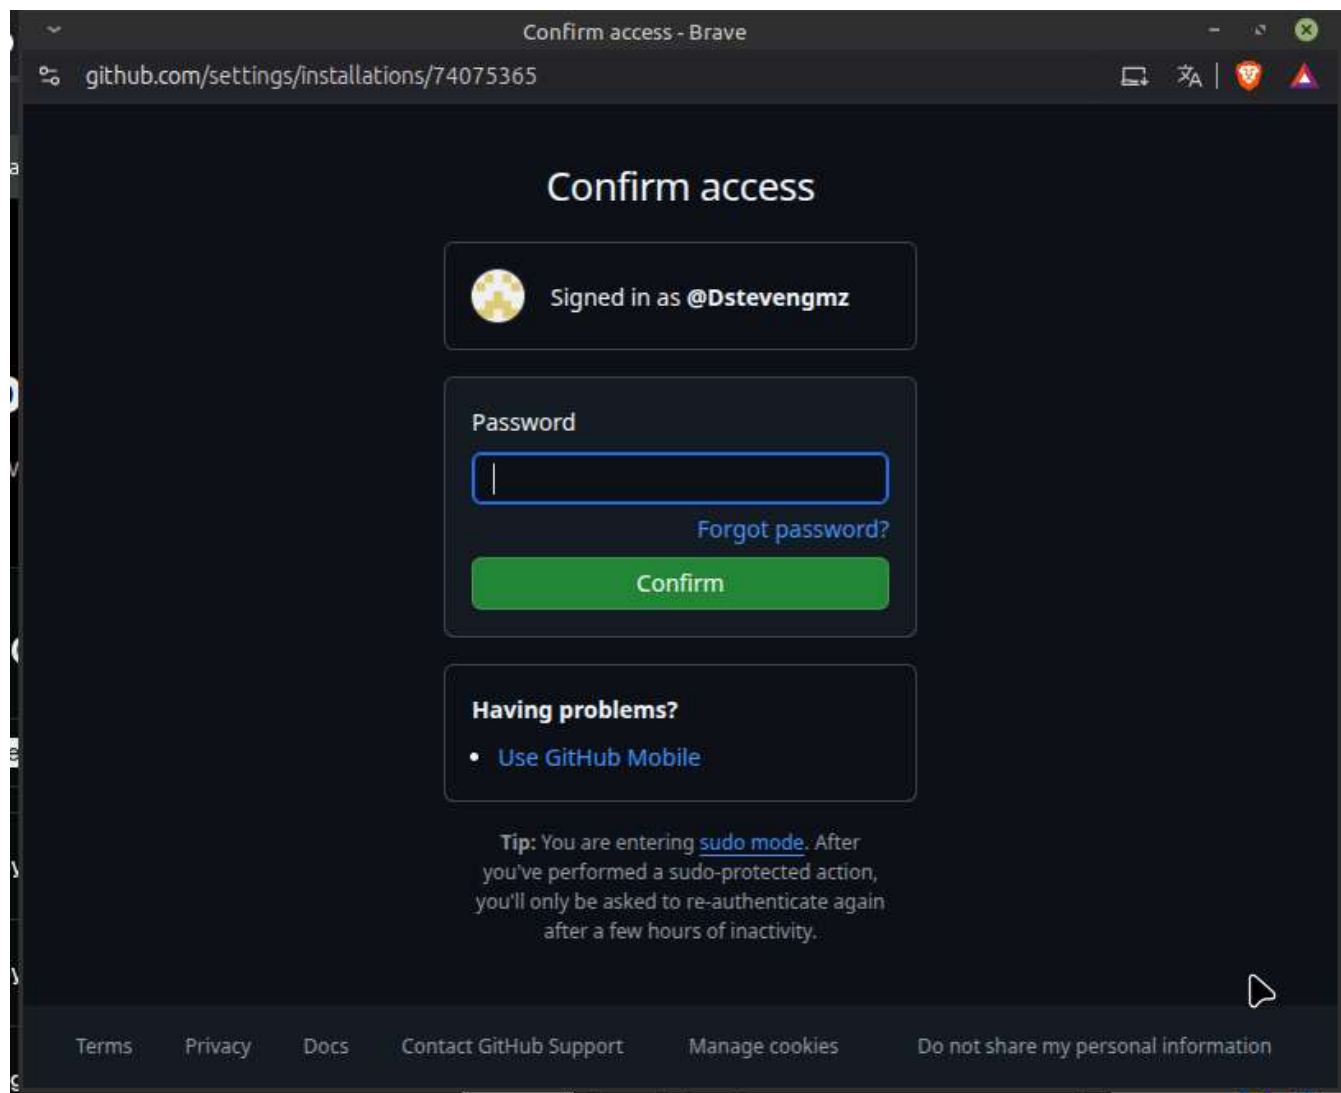 Confirm access - Brave
github.com/settings/installations/74075365
Confirm access
Signed in as @Dstevengmz
Password
Forgot password?
Confirm
Having problems?
• Use GitHub Mobile
Tip: You are entering sudo mode. After
you've performed a sudo-protected action,
you'll only be asked to re-authenticate again
after a few hours of inactivity.
Terms Privacy Docs Contact GitHub Support Manage cookies Do not share my personal information